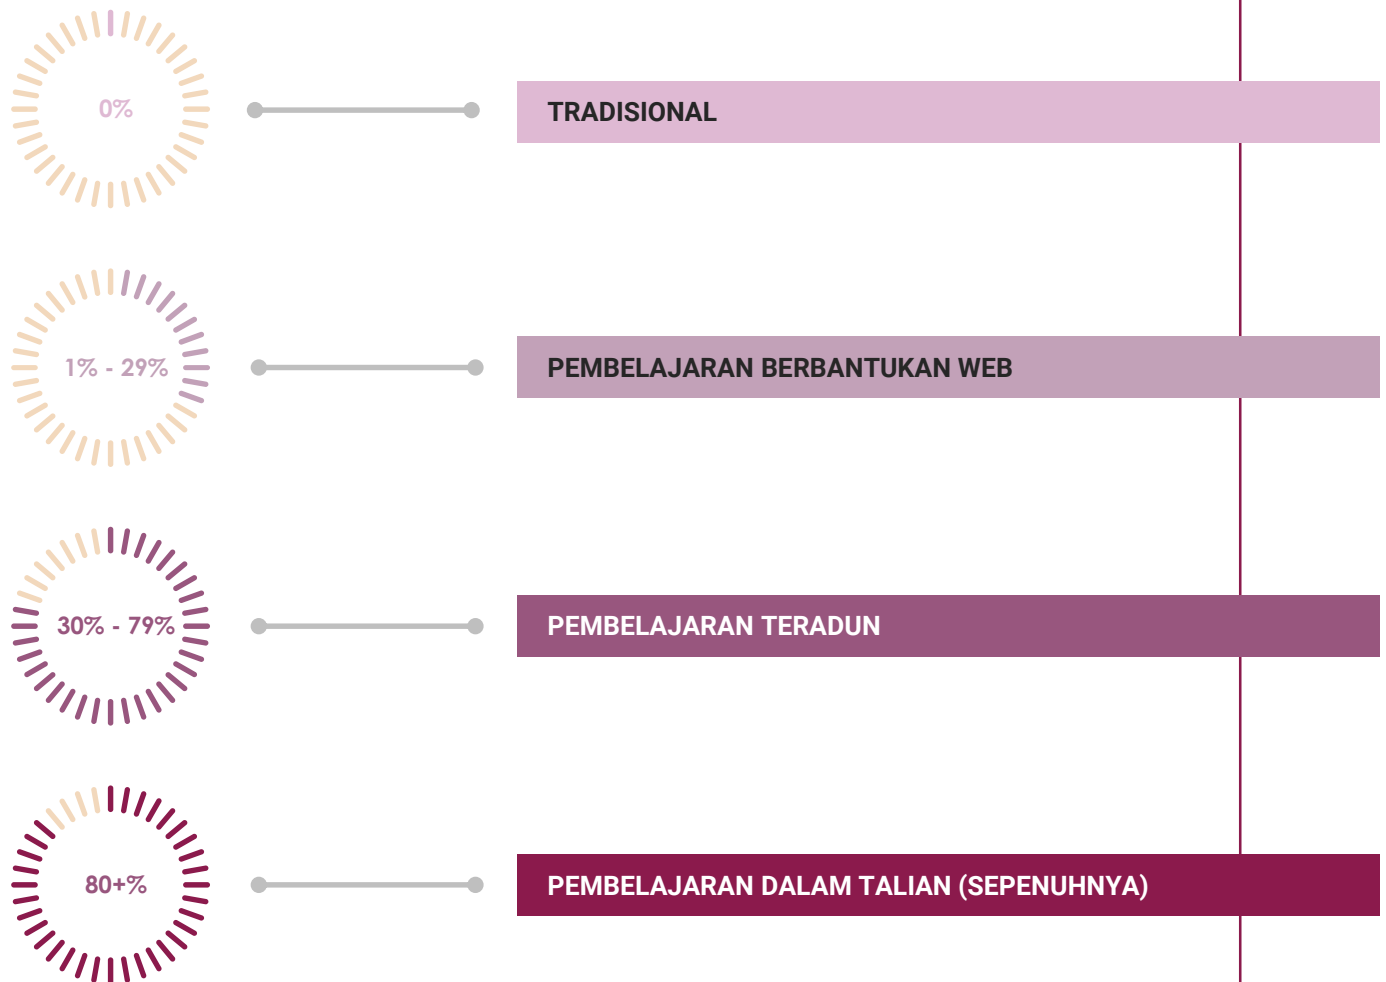 0%
TRADISIONAL
1% - 29%
PEMBELAJARAN BERBANTUKAN WEB
30% - 79%
PEMBELAJARAN TERADUN
80+%
PEMBELAJARAN DALAM TALIAN (SEPENUHNYA)